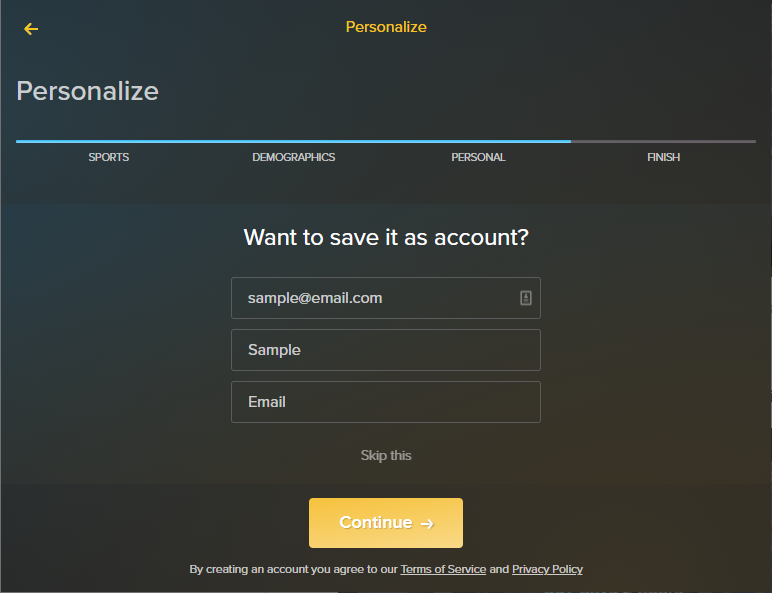 Personalize
Personalize
SPORTS DEMOGRAPHICS PERSONAL FINISH
Want to save it as account?
sample@email.com
Sample
Email
Skip this
Continue →
By creating an account you agree to our Terms of Service and Privacy Policy